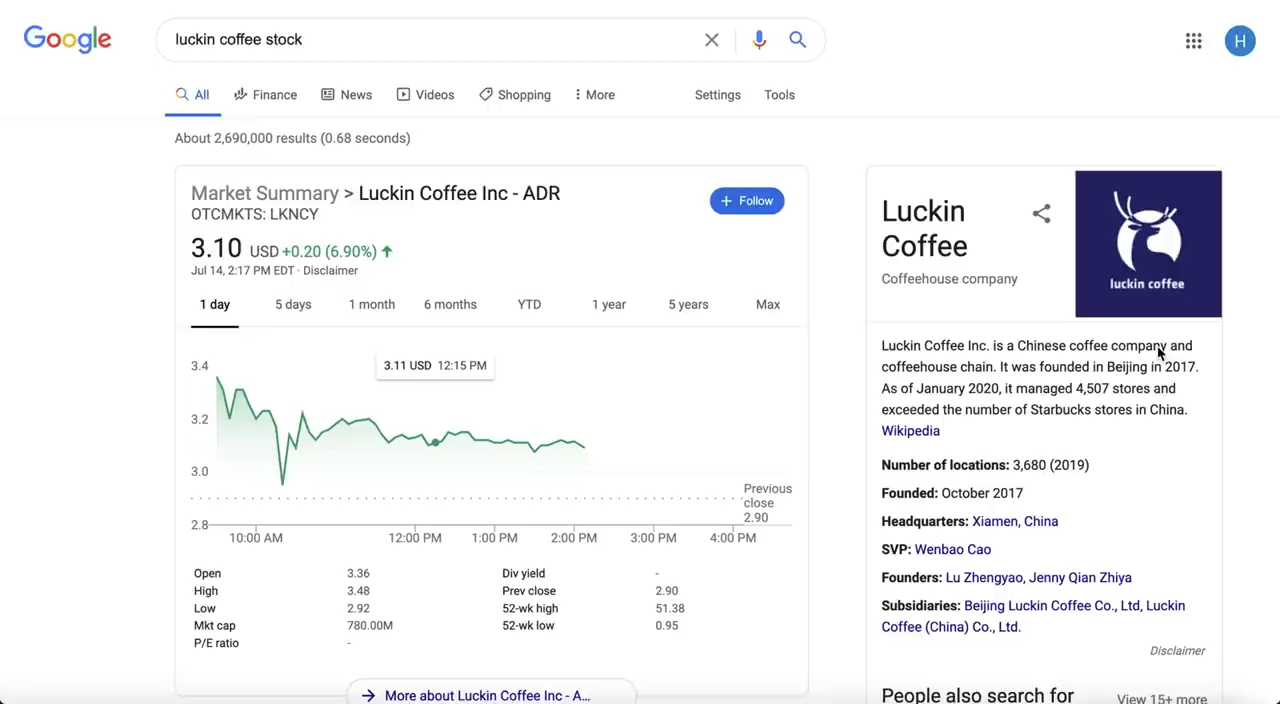 Google
luckin coffee stock
H
All
Finance
News
Videos
Shopping
More
Settings
Tools
About 2,690,000 results (0.68 seconds)
Market Summary > Luckin Coffee Inc - ADR
OTCMKTS: LKNCY
+ Follow
3.10 USD +0.20 (6.90%)
Jul 14, 2:17 PM EDT · Disclaimer
1 day
5 days
1 month
6 months
YTD
1 year
5 years
Max
3.11 USD 12:15 PM
3.4
3.2
3.0
2.8
Previous
close
2.90
10:00 AM
12:00 PM
1:00 PM
2:00 PM
3:00 PM
4:00 PM
Open 3.36
High 3.48
Low 2.92
Mkt cap 780.00M
P/E ratio -
Div yield -
Prev close 2.90
52-wk high 51.38
52-wk low 0.95
More about Luckin Coffee Inc - A...
Luckin
Coffee
Coffeehouse company
luckin coffee
Luckin Coffee Inc. is a Chinese coffee company and
coffeehouse chain. It was founded in Beijing in 2017.
As of January 2020, it managed 4,507 stores and
exceeded the number of Starbucks stores in China.
Wikipedia
Number of locations: 3,680 (2019)
Founded: October 2017
Headquarters: Xiamen, China
SVP: Wenbao Cao
Founders: Lu Zhengyao, Jenny Qian Zhiya
Subsidiaries: Beijing Luckin Coffee Co., Ltd, Luckin
Coffee (China) Co., Ltd.
Disclaimer
People also search for
View 15+ more